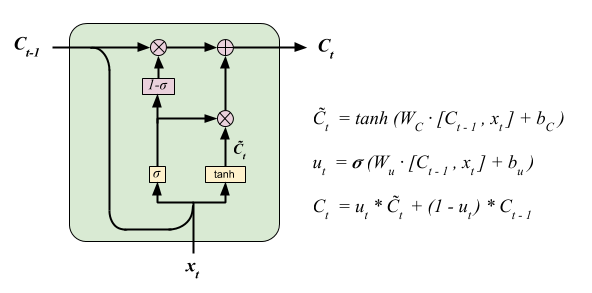 C_{t-1}
C_t
1-σ
C̃_t
σ
tanh
x_t
C̃_t = tanh (W_C · [C_{t-1} , x_t] + b_C)
u_t = σ (W_u · [C_{t-1} , x_t] + b_u)
C_t = u_t * C̃_t + (1 - u_t) * C_{t-1}